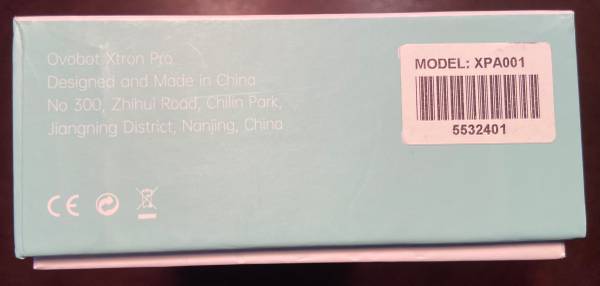 Ovobot Xtron Pro
Designed and Made in China
No 300, Zhihui Road, Chilin Park,
Jiangning District, Nanjing, China
CE
MODEL: XPA001
5532401